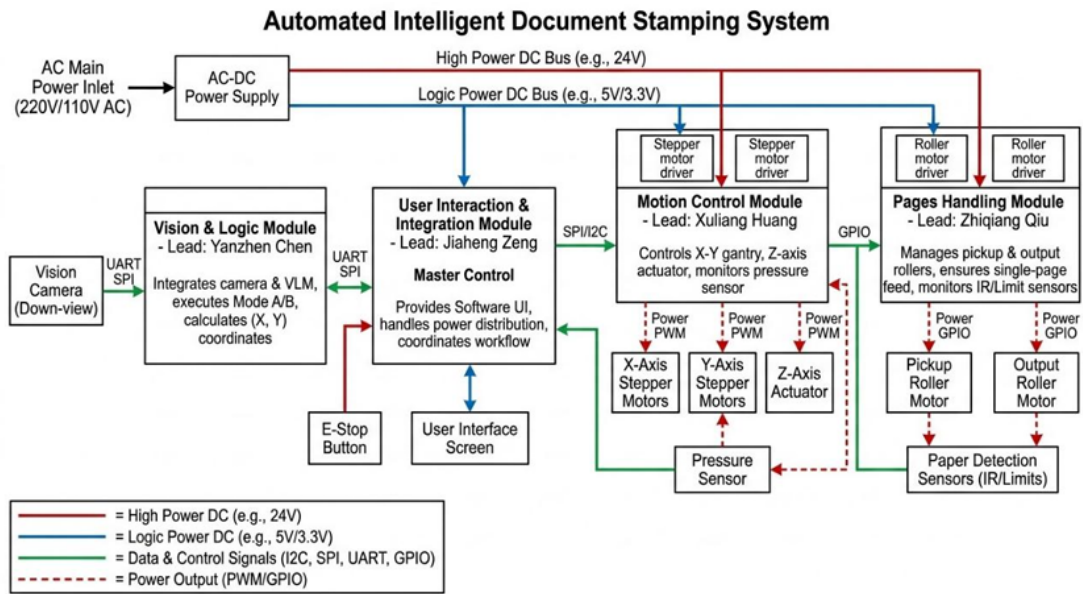 Automated Intelligent Document Stamping System
High Power DC Bus (e.g., 24V)
AC Main
Power Inlet
(220V/110V AC)
AC-DC
Power Supply
Logic Power DC Bus (e.g., 5V/3.3V)
Stepper
motor
driver
Stepper
motor
driver
Roller
motor
driver
Roller
motor
driver
Vision
Camera
(Down-view)
UART
SPI
Vision & Logic Module
- Lead: Yanzhen Chen
Integrates camera & VLM,
executes Mode A/B,
calculates (X, Y)
coordinates
UART
SPI
User Interaction &
Integration Module
- Lead: Jiaheng Zeng
Master Control
Provides Software UI,
handles power distribution,
coordinates workflow
SPI/I2C
Motion Control Module
- Lead: Xuliang Huang
Controls X-Y gantry, Z-axis
actuator, monitors pressure
sensor
GPIO
Pages Handling Module
- Lead: Zhiqiang Qiu
Manages pickup & output
rollers, ensures single-page
feed, monitors IR/Limit sensors
Power
PWM
Power
PWM
Power
PWM
Power
GPIO
Power
GPIO
X-Axis
Stepper
Motors
Y-Axis
Stepper
Motors
Z-Axis
Actuator
Pickup
Roller
Motor
Output
Roller
Motor
E-Stop
Button
User Interface
Screen
Pressure
Sensor
Paper Detection
Sensors (IR/Limits)
= High Power DC (e.g., 24V)
= Logic Power DC (e.g., 5V/3.3V)
= Data & Control Signals (I2C, SPI, UART, GPIO)
= Power Output (PWM/GPIO)